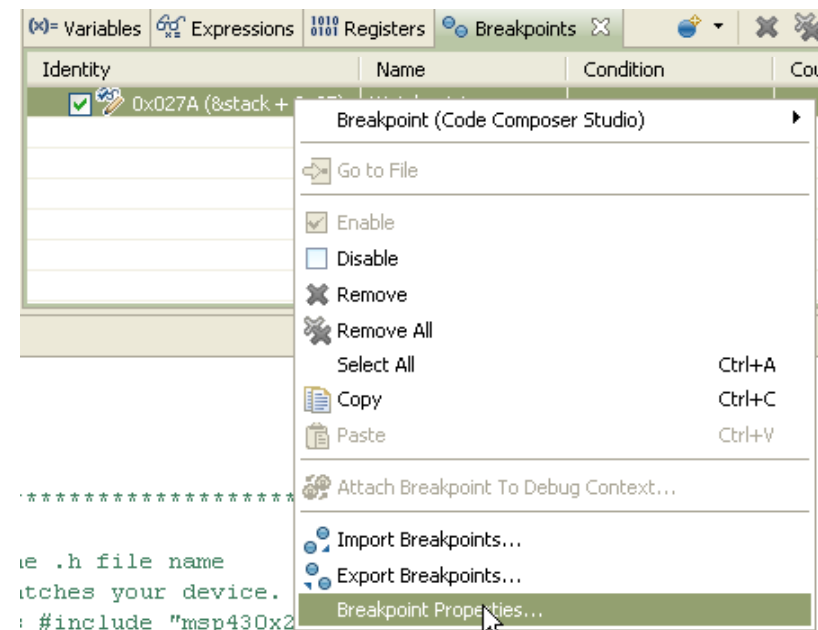 (x)= Variables Expressions 1010 0101 Registers Breakpoints
Identity Name Condition
0x027A (&stack +
Breakpoint (Code Composer Studio)
Go to File
Enable
Disable
Remove
Remove All
Select All Ctrl+A
Copy Ctrl+C
Paste Ctrl+V
Attach Breakpoint To Debug Context...
********************
Import Breakpoints...
.h file name
Export Breakpoints...
your device.
Breakpoint Properties...
#include "msp430x2